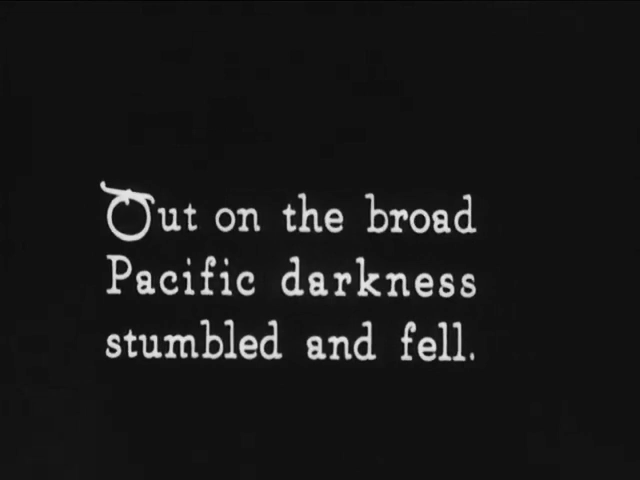 Out on the broad
Pacific darkness
stumbled and fell.